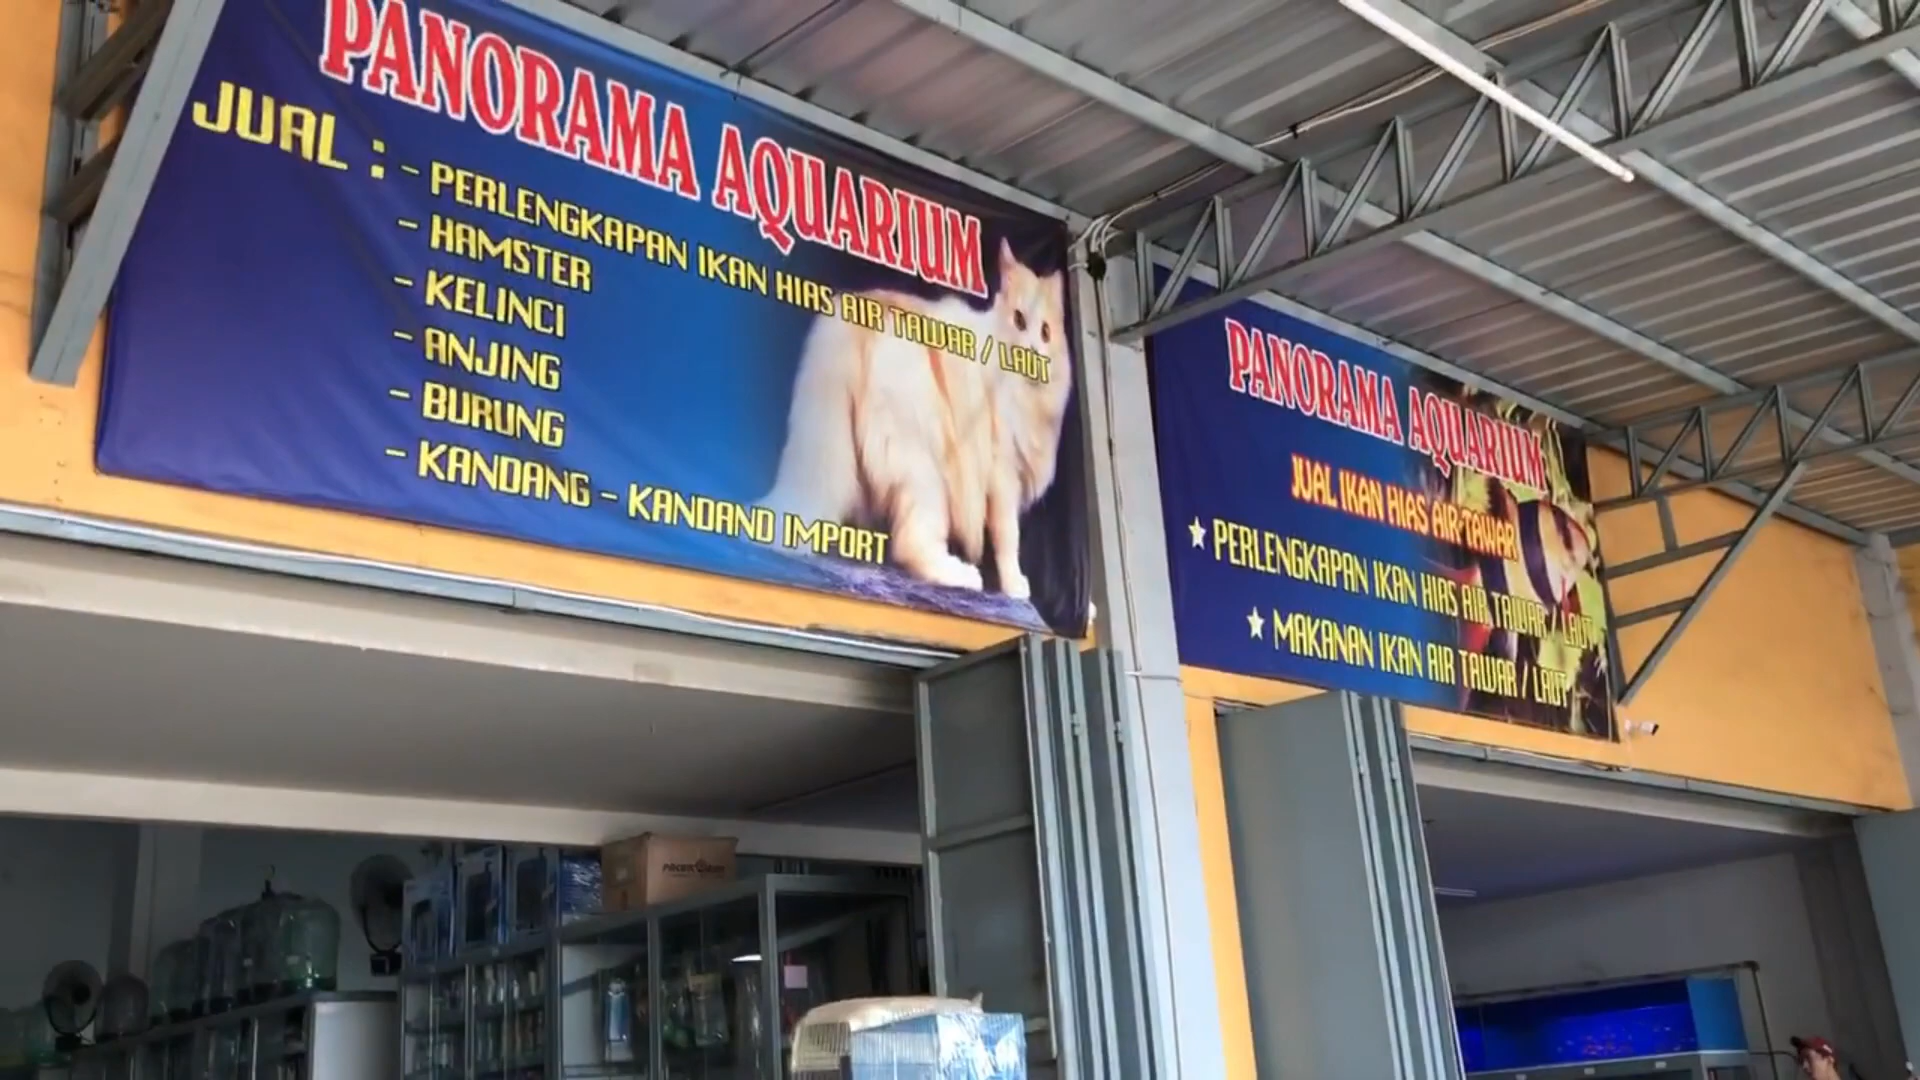 PANORAMA AQUARIUM
JUAL : - PERLENGKAPAN IKAN HIAS AIR TAWAR / LAUT
- HAMSTER
- KELINCI
- ANJING
- BURUNG
- KANDANG - KANDAND IMPORT
PANORAMA AQUARIUM
JUAL IKAN HIAS AIR TAWAR
★ PERLENGKAPAN IKAN HIAS AIR TAWAR / LAUT
★ MAKANAN IKAN AIR TAWAR / LAUT